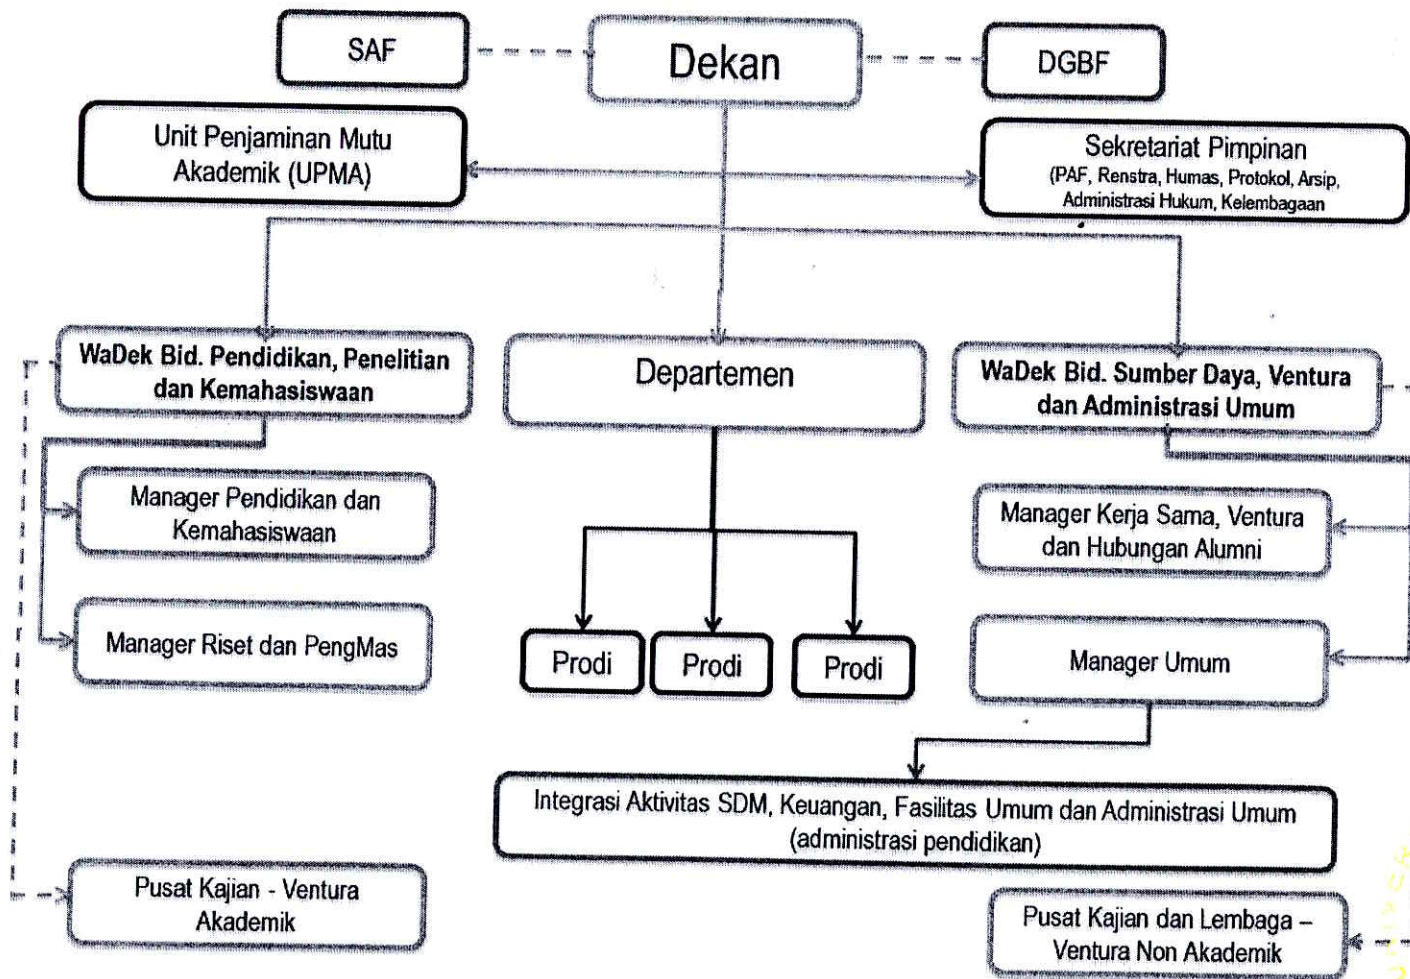 SAF
Dekan
DGBF
Unit Penjaminan Mutu
Akademik (UPMA)
Sekretariat Pimpinan
(PAF, Renstra, Humas, Protokol, Arsip,
Administrasi Hukum, Kelembagaan
WaDek Bid. Pendidikan, Penelitian
dan Kemahasiswaan
Departemen
WaDek Bid. Sumber Daya, Ventura
dan Administrasi Umum
Manager Pendidikan dan
Kemahasiswaan
Manager Kerja Sama, Ventura
dan Hubungan Alumni
Manager Riset dan PengMas
Prodi
Prodi
Prodi
Manager Umum
Integrasi Aktivitas SDM, Keuangan, Fasilitas Umum dan Administrasi Umum
(administrasi pendidikan)
Pusat Kajian - Ventura
Akademik
Pusat Kajian dan Lembaga –
Ventura Non Akademik